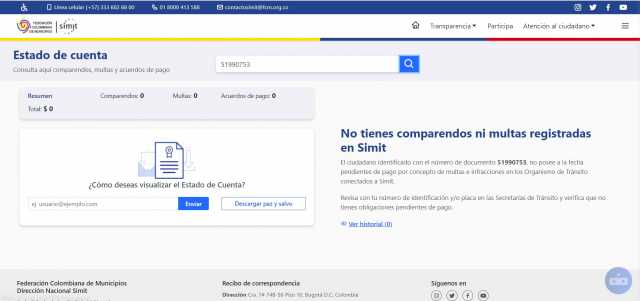 Línea celular (+57) 333 602 66 00
01 8000 413 588
contactosimit@fcm.org.co
FEDERACIÓN
COLOMBIANA
DE MUNICIPIOS
simit
Transparencia
Participa
Atención al ciudadano
Estado de cuenta
Consulta aquí comparendos, multas y acuerdos de pago
51990753
Resumen
Comparendos: 0
Multas: 0
Acuerdos de pago: 0
Total: $ 0
¿Cómo deseas visualizar el Estado de Cuenta?
ej. usuario@ejemplo.com
Enviar
Descargar paz y salvo
No tienes comparendos ni multas registradas
en Simit
El ciudadano identificado con el número de documento 51990753, no posee a la fecha
pendientes de pago por concepto de multas e infracciones en los Organismo de Tránsito
conectados a Simit.
Revisa con tu número de identificación y/o placa en las Secretarías de Tránsito y verifica que no
tienes obligaciones pendientes de pago.
Ver historial (0)
Federación Colombiana de Municipios
Dirección Nacional Simit
Recibo de correspondencia
Dirección Cra. 7# 74B-56 Piso 10, Bogotá D.C. Colombia
Síguenos en